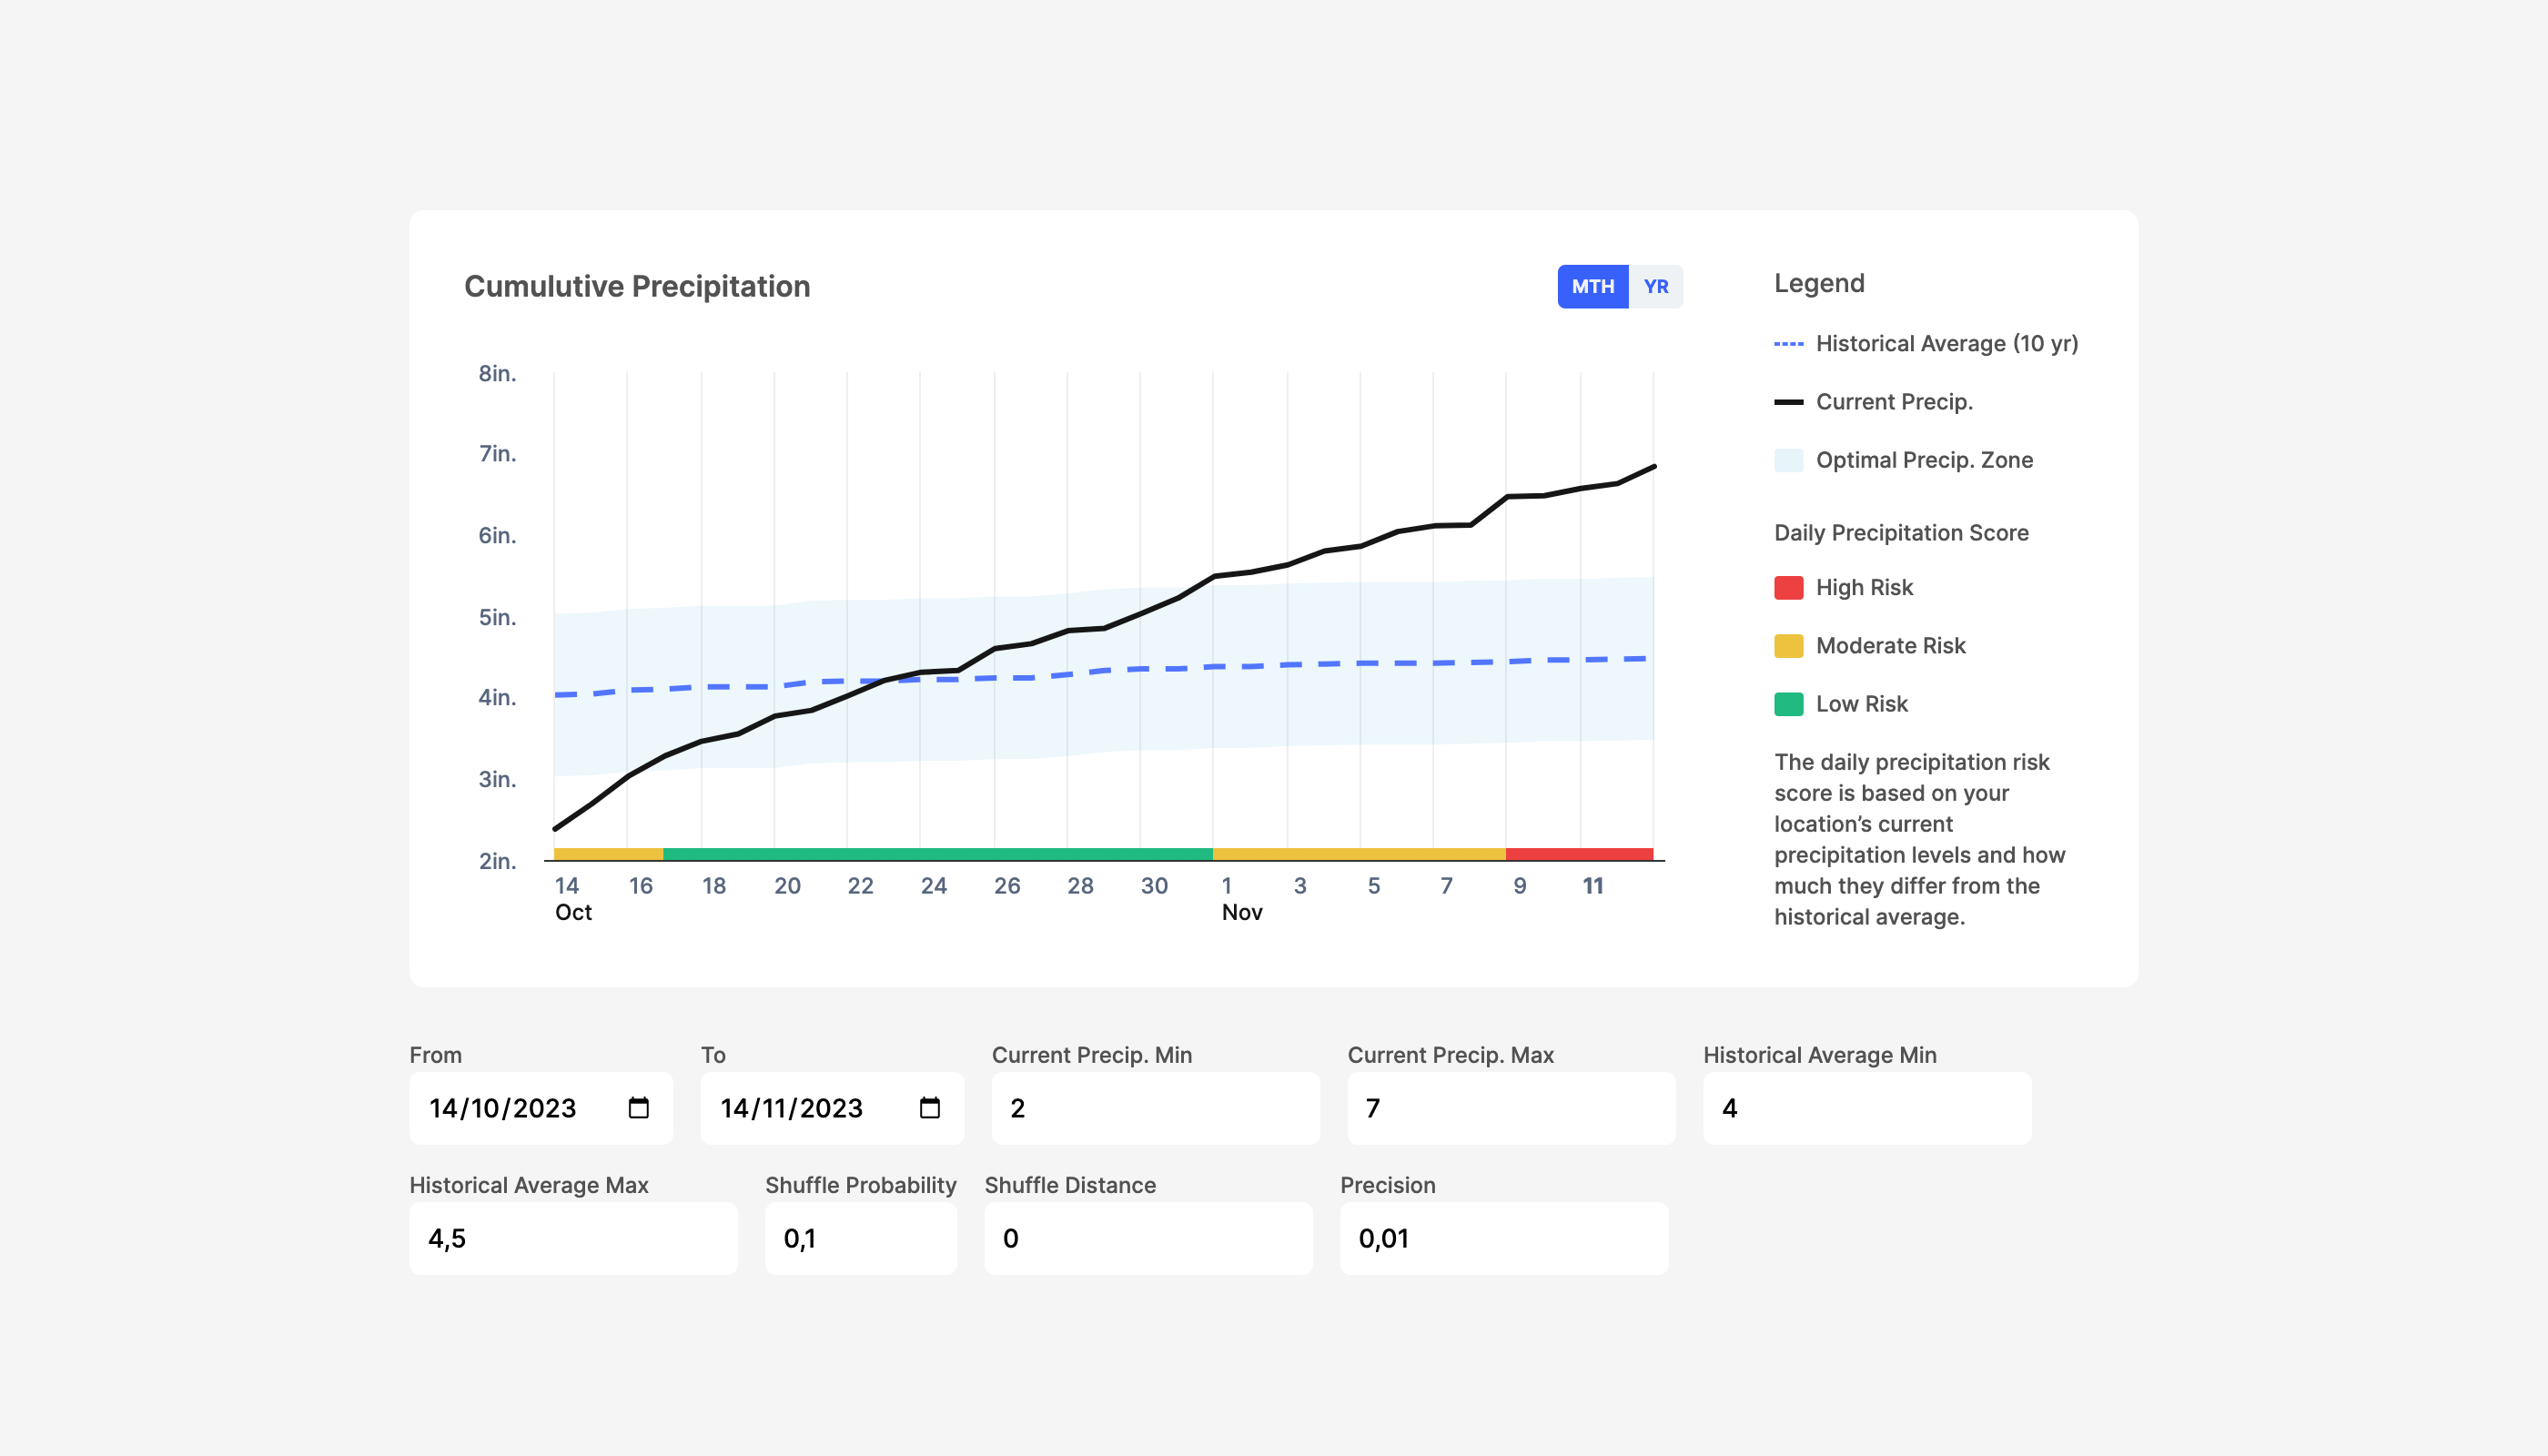 Cumulutive Precipitation
MTH YR
8in.
7in.
6in.
5in.
4in.
3in.
2in.
14 16 18 20 22 24 26 28 30 1 3 5 7 9 11
Oct Nov
Legend
Historical Average (10 yr)
Current Precip.
Optimal Precip. Zone
Daily Precipitation Score
High Risk
Moderate Risk
Low Risk
The daily precipitation risk
score is based on your
location’s current
precipitation levels and how
much they differ from the
historical average.
From To Current Precip. Min Current Precip. Max Historical Average Min
14/10/2023 14/11/2023 2 7 4
Historical Average Max Shuffle Probability Shuffle Distance Precision
4,5 0,1 0 0,01